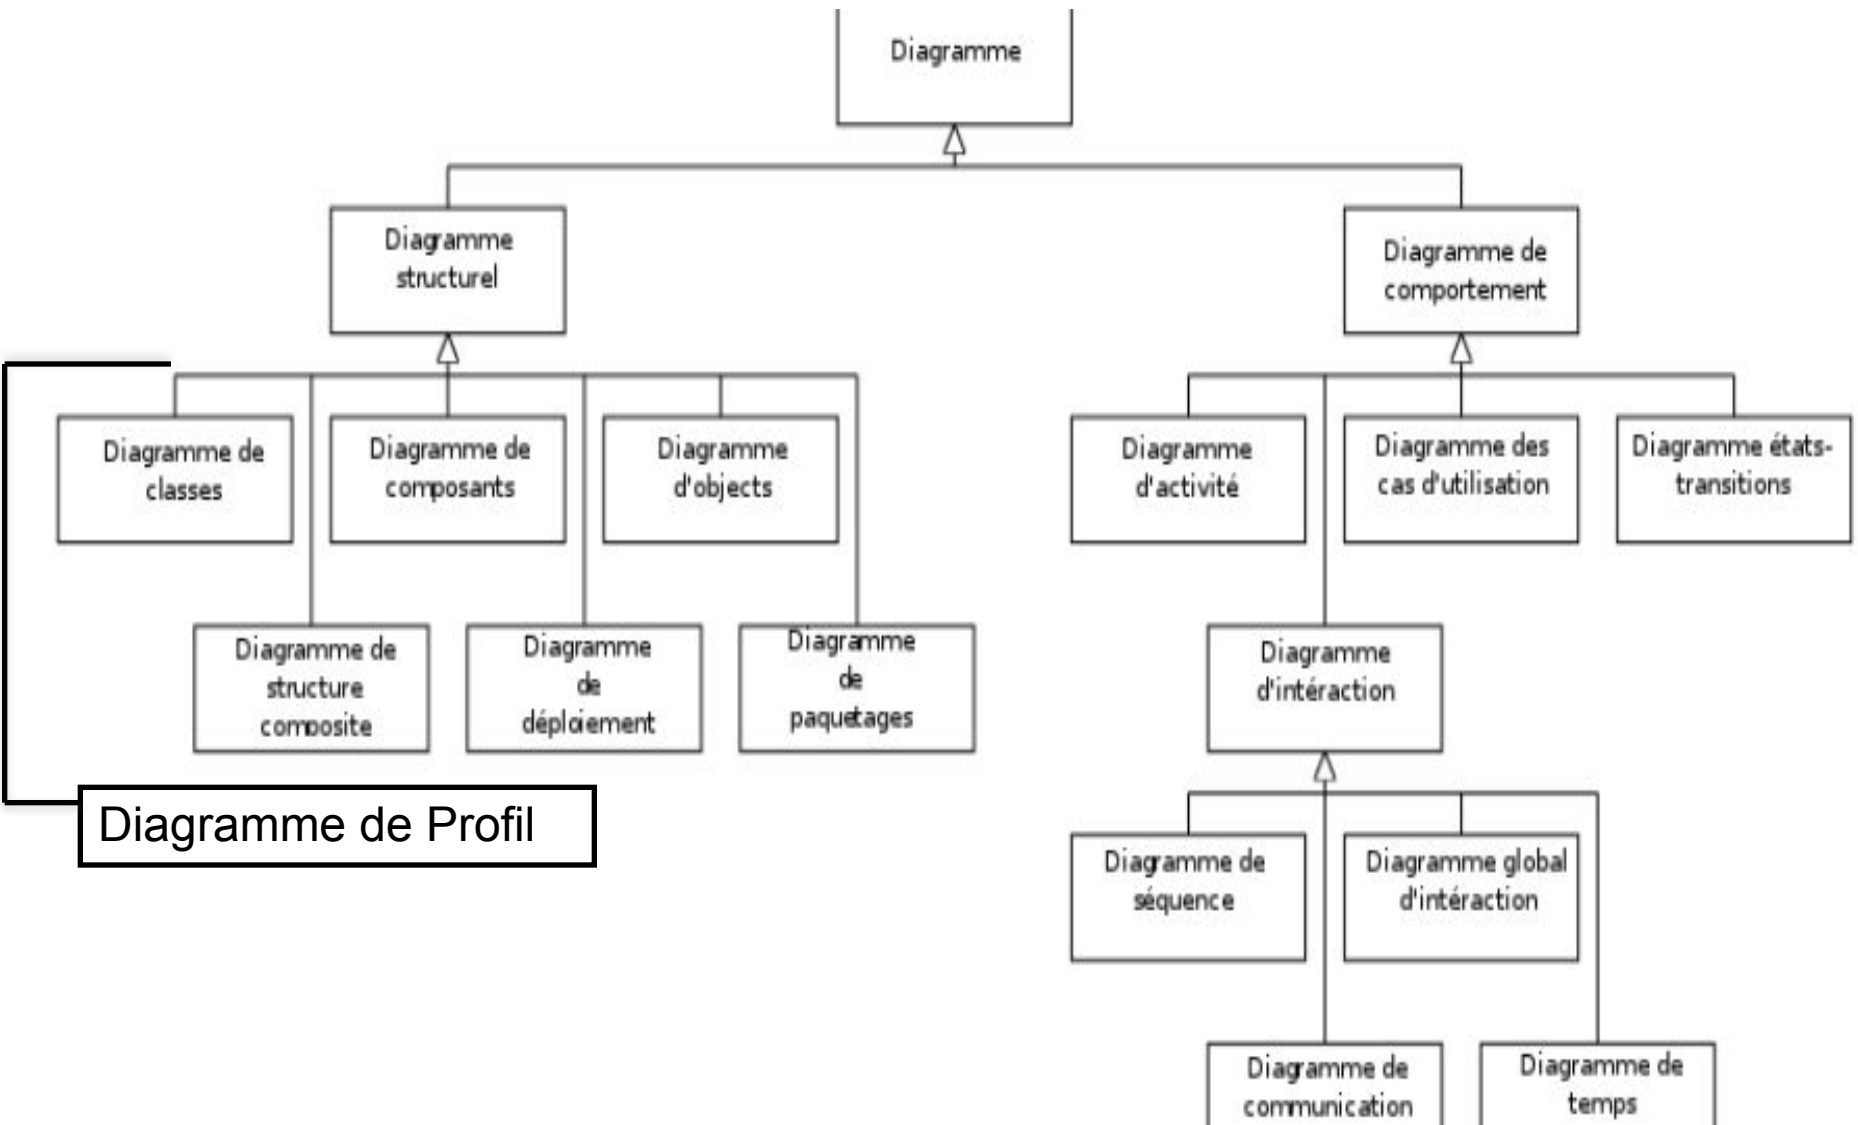 Diagramme
Diagramme
structurel
Diagramme de
comportement
Diagramme de
classes
Diagramme de
composants
Diagramme
d'objects
Diagramme
d'activité
Diagramme des
cas d'utilisation
Diagramme états-
transitions
Diagramme de
structure
composite
Diagramme
de
déploiement
Diagramme
de
paquetages
Diagramme
d'intéraction
Diagramme de Profil
Diagramme de
séquence
Diagramme global
d'intéraction
Diagramme de
communication
Diagramme de
temps